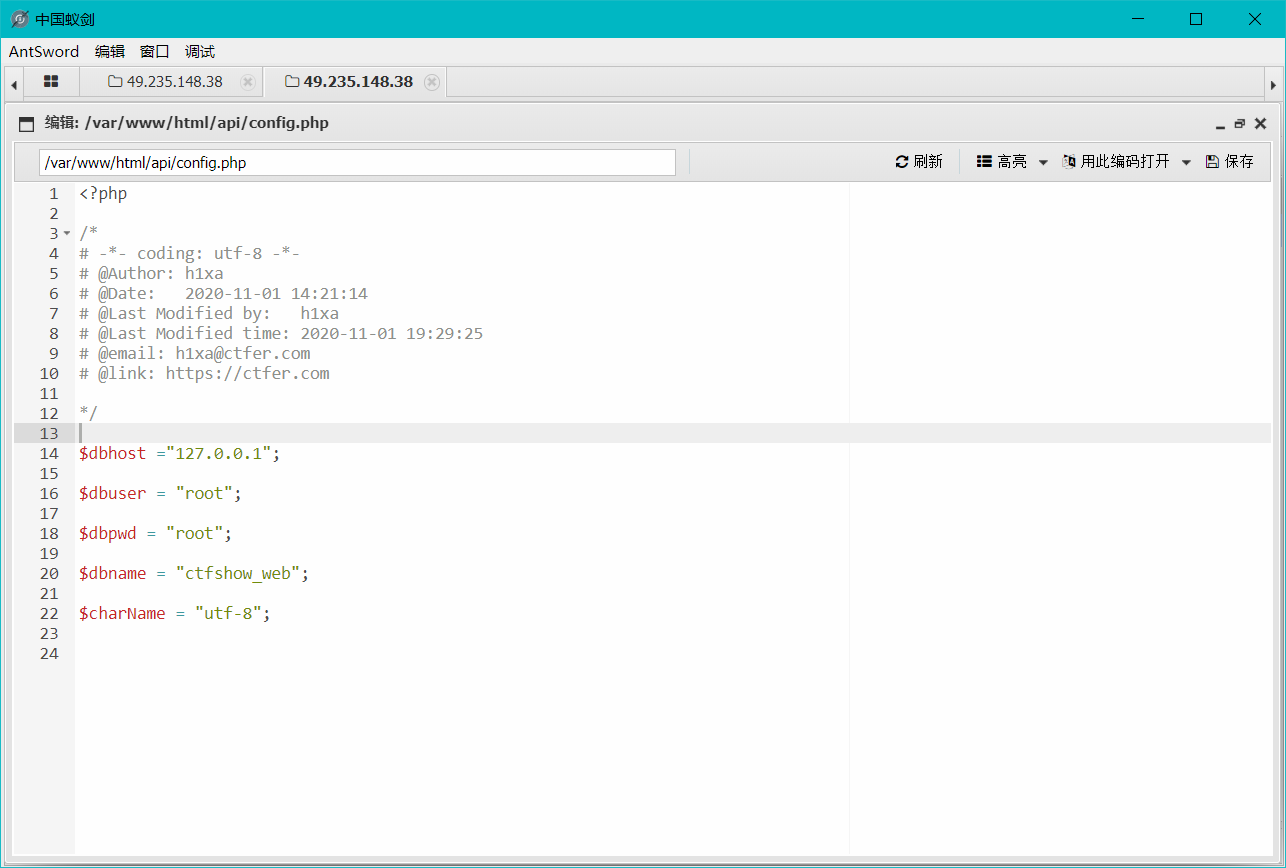 中国蚁剑
AntSword 编辑 窗口 调试
49.235.148.38 49.235.148.38
编辑: /var/www/html/api/config.php
/var/www/html/api/config.php 刷新 高亮 用此编码打开 保存
1 <?php
2
3 /*
4 # -*- coding: utf-8 -*-
5 # @Author: h1xa
6 # @Date:   2020-11-01 14:21:14
7 # @Last Modified by:   h1xa
8 # @Last Modified time: 2020-11-01 19:29:25
9 # @email: h1xa@ctfer.com
10 # @link: https://ctfer.com
11
12 */
13
14 $dbhost ="127.0.0.1";
15
16 $dbuser = "root";
17
18 $dbpwd = "root";
19
20 $dbname = "ctfshow_web";
21
22 $charName = "utf-8";
23
24